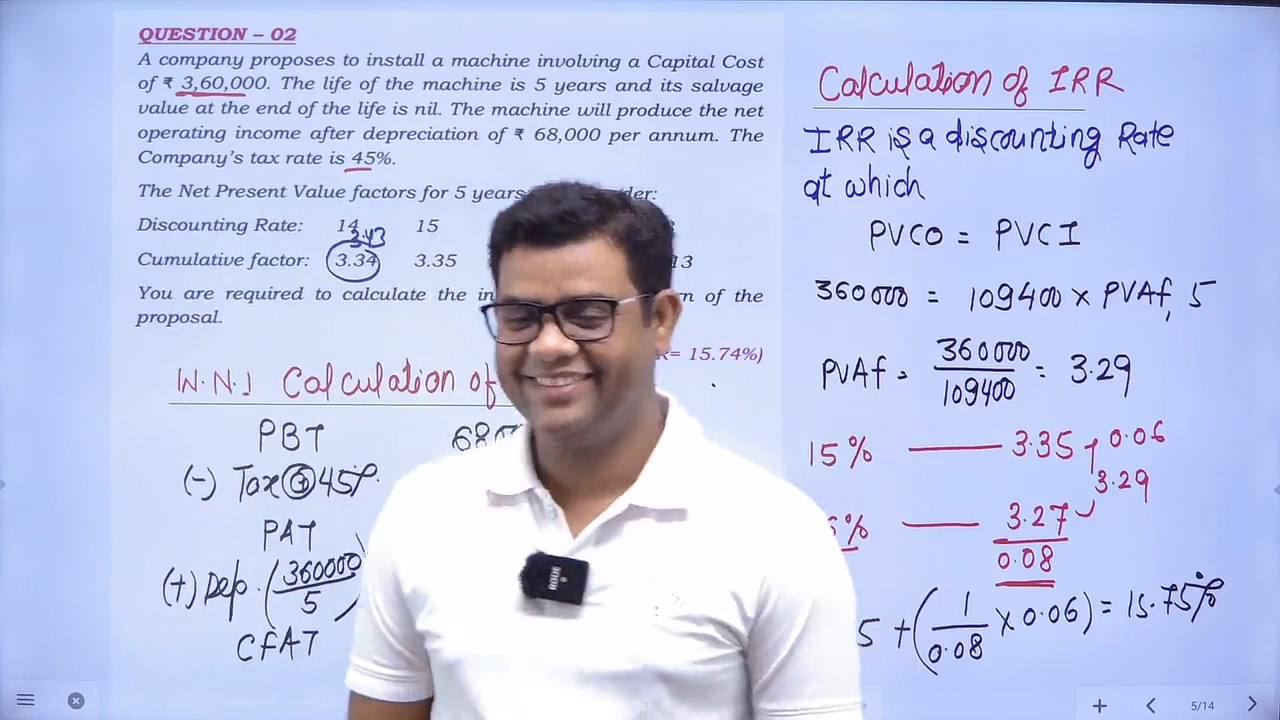 QUESTION – 02
A company proposes to install a machine involving a Capital Cost
of ₹ 3,60,000. The life of the machine is 5 years and its salvage
value at the end of the life is nil. The machine will produce the net
operating income after depreciation of ₹ 68,000 per annum. The
Company's tax rate is 45%.
The Net Present Value factors for 5 years
Discounting Rate: 14 15
3.43
Cumulative factor: 3.34 3.35 13
You are required to calculate the of the
proposal.
= 15.74%)
W.N.1 Calculation of
PBT 680
(-) Tax @ 45%
PAT
(+) Dep. (360000/5)
CFAT
Calculation of IRR
IRR is a discounting Rate
at which
PVCO = PVCI
360000 = 109400 × PVAf, 5
PVAf = 360000/109400 = 3.29
15% 3.35 0.06
3.29
% 3.27
0.08
5 + (1/0.08 × 0.06) = 15.75%
RODE
5/14